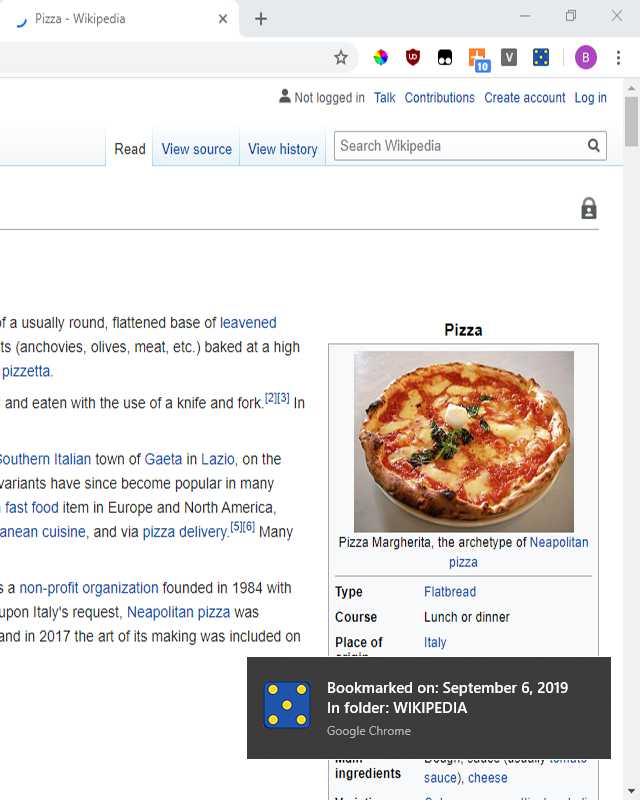 Pizza - Wikipedia
UO
10
V
B
Not logged in Talk Contributions Create account Log in
Read View source View history Search Wikipedia
of a usually round, flattened base of leavened
ts (anchovies, olives, meat, etc.) baked at a high
pizzetta.
and eaten with the use of a knife and fork.[2][3] In
Southern Italian town of Gaeta in Lazio, on the
variants have since become popular in many
fast food item in Europe and North America,
anean cuisine, and via pizza delivery.[5][6] Many
s a non-profit organization founded in 1984 with
upon Italy's request, Neapolitan pizza was
and in 2017 the art of its making was included on
Pizza
Pizza Margherita, the archetype of Neapolitan
pizza
Type Flatbread
Course Lunch or dinner
Place of Italy
origin
Bookmarked on: September 6, 2019
In folder: WIKIPEDIA
Google Chrome
Main Dough, sauce (usually tomato
ingredients sauce), cheese